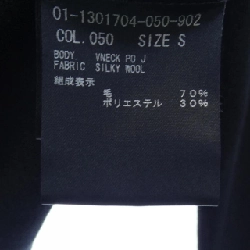 01-1301704-050-902
COL.050 SIZE S
BODY VNECK PO J
FABRIC SILKY WOOL
組成表示
毛 70%
ポリエステル 30%